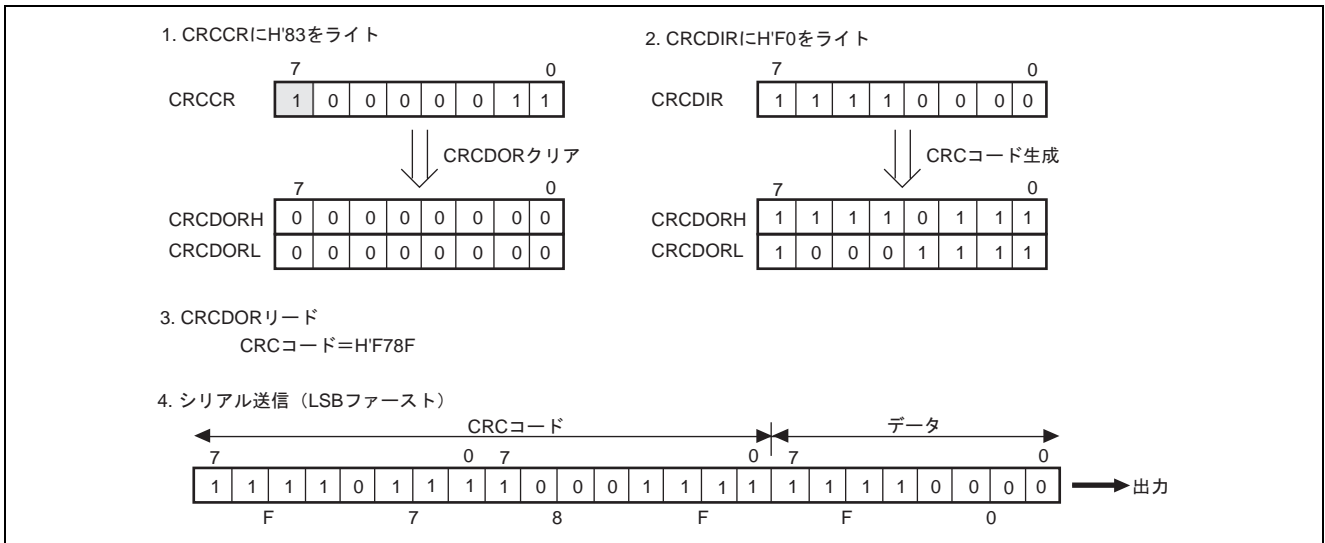 1. CRCCRにH'83をライト
7 0
CRCCR 1 0 0 0 0 0 1 1
CRCDORクリア
7 0
CRCDORH 0 0 0 0 0 0 0 0
CRCDORL 0 0 0 0 0 0 0 0
2. CRCDIRにH'F0をライト
7 0
CRCDIR 1 1 1 1 0 0 0 0
CRCコード生成
7 0
CRCDORH 1 1 1 1 0 1 1 1
CRCDORL 1 0 0 0 1 1 1 1
3. CRCDORリード
CRCコード＝H'F78F
4. シリアル送信（LSBファースト）
CRCコード データ
7 0 7 0 7 0
1 1 1 1 0 1 1 1 1 0 0 0 1 1 1 1 1 1 1 1 0 0 0 0 出力
F 7 8 F F 0